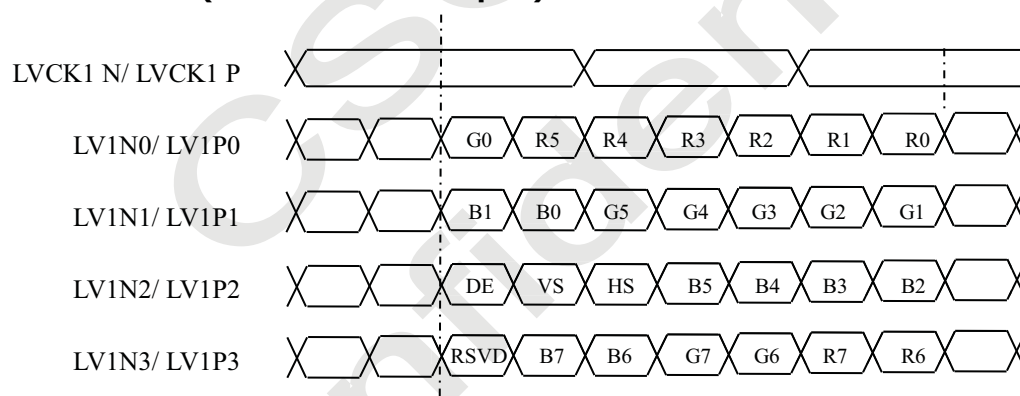 LVCK1 N/ LVCK1 P
LV1N0/ LV1P0 G0 R5 R4 R3 R2 R1 R0
LV1N1/ LV1P1 B1 B0 G5 G4 G3 G2 G1
LV1N2/ LV1P2 DE VS HS B5 B4 B3 B2
LV1N3/ LV1P3 RSVD B7 B6 G7 G6 R7 R6